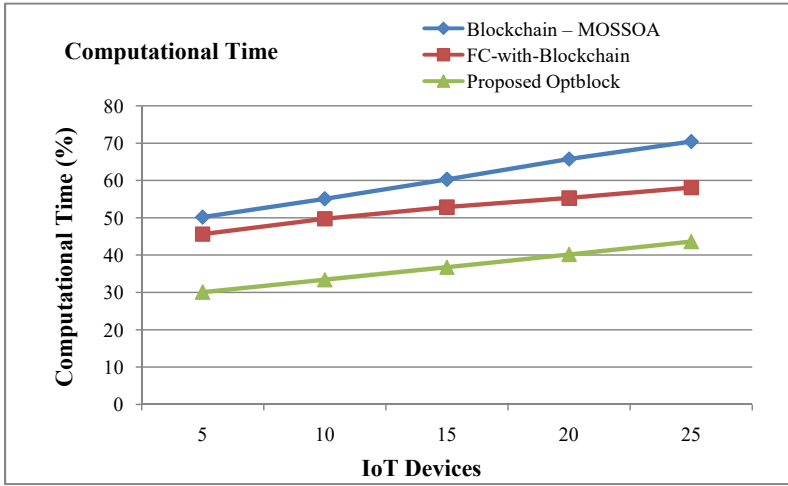 Computational Time
Blockchain – MOSSOA
FC-with-Blockchain
Proposed Optblock
Computational Time (%)
80
70
60
50
40
30
20
10
0
5 10 15 20 25
IoT Devices